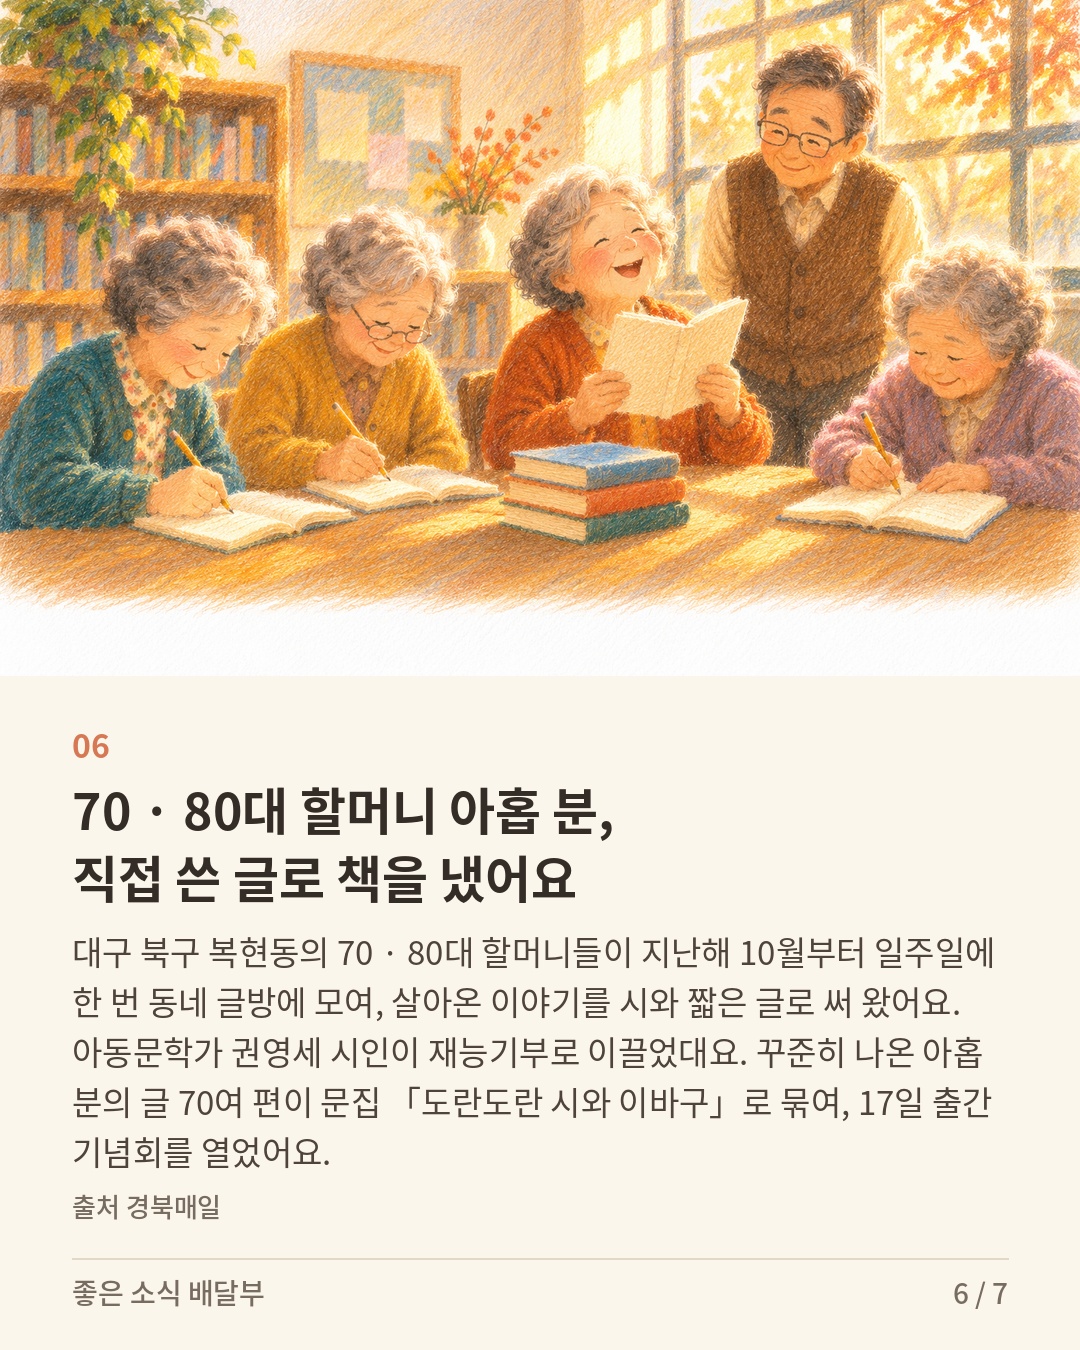 06
70 · 80대 할머니 아홉 분,
직접 쓴 글로 책을 냈어요
대구 북구 복현동의 70 · 80대 할머니들이 지난해 10월부터 일주일에
한 번 동네 글방에 모여, 살아온 이야기를 시와 짧은 글로 써 왔어요.
아동문학가 권영세 시인이 재능기부로 이끌었대요. 꾸준히 나온 아홉
분의 글 70여 편이 문집 「도란도란 시와 이바구」로 묶여, 17일 출간
기념회를 열었어요.
출처 경북매일
좋은 소식 배달부
6 / 7